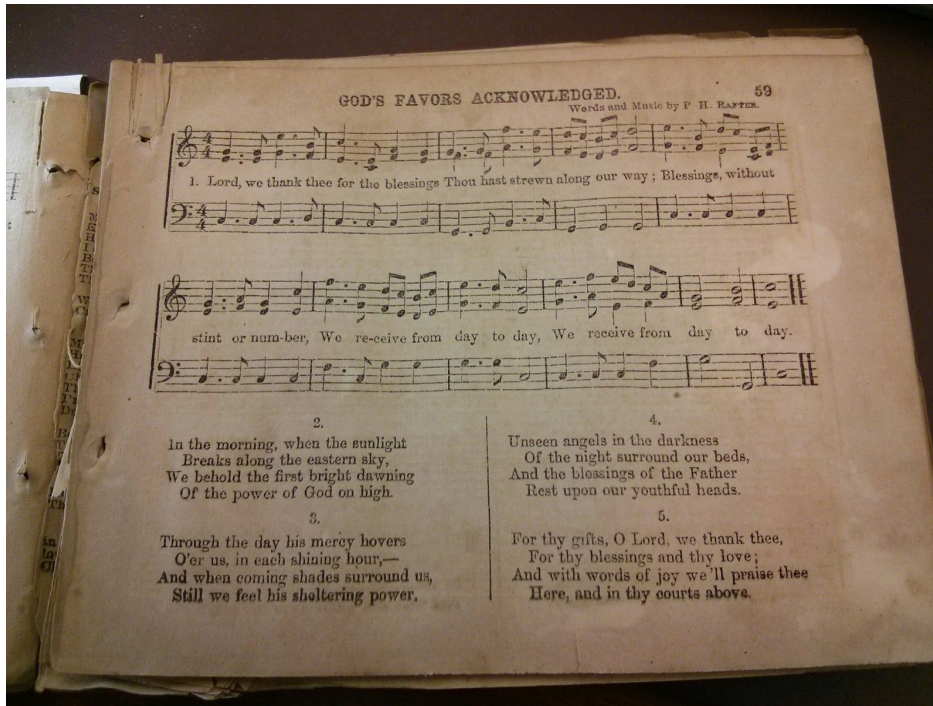 GOD'S FAVORS ACKNOWLEDGED.
59
Words and Music by P. H. RAFTER.
1. Lord, we thank thee for the blessings Thou hast strewn along our way; Blessings, without
stint or num-ber, We re-ceive from day to day, We receive from day to day.
2.
In the morning, when the sunlight
Breaks along the eastern sky,
We behold the first bright dawning
Of the power of God on high.
3.
Through the day his mercy hovers
O'er us, in each shining hour,—
And when coming shades surround us,
Still we feel his sheltering power.
4.
Unseen angels in the darkness
Of the night surround our beds,
And the blessings of the Father
Rest upon our youthful heads.
5.
For thy gifts, O Lord, we thank thee,
For thy blessings and thy love;
And with words of joy we'll praise thee
Here, and in thy courts above.